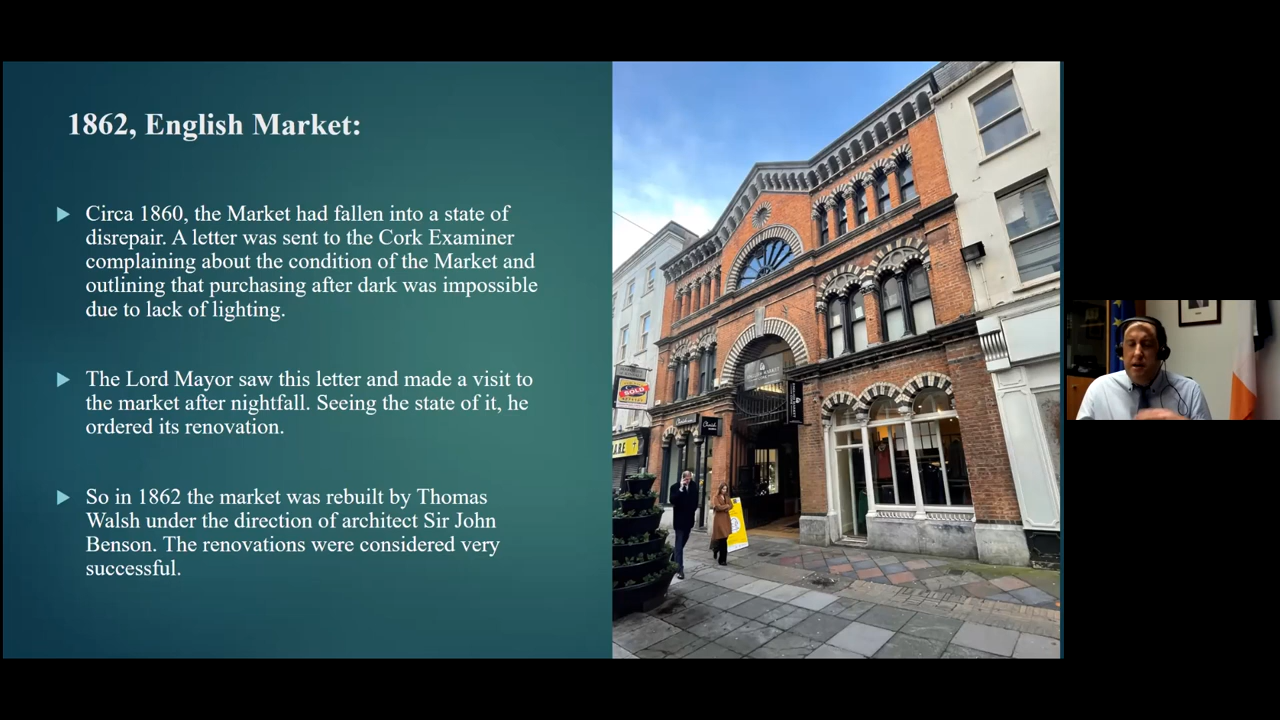 1862, English Market:
Circa 1860, the Market had fallen into a state of
disrepair. A letter was sent to the Cork Examiner
complaining about the condition of the Market and
outlining that purchasing after dark was impossible
due to lack of lighting.
The Lord Mayor saw this letter and made a visit to
the market after nightfall. Seeing the state of it, he
ordered its renovation.
So in 1862 the market was rebuilt by Thomas
Walsh under the direction of architect Sir John
Benson. The renovations were considered very
successful.
SOLD